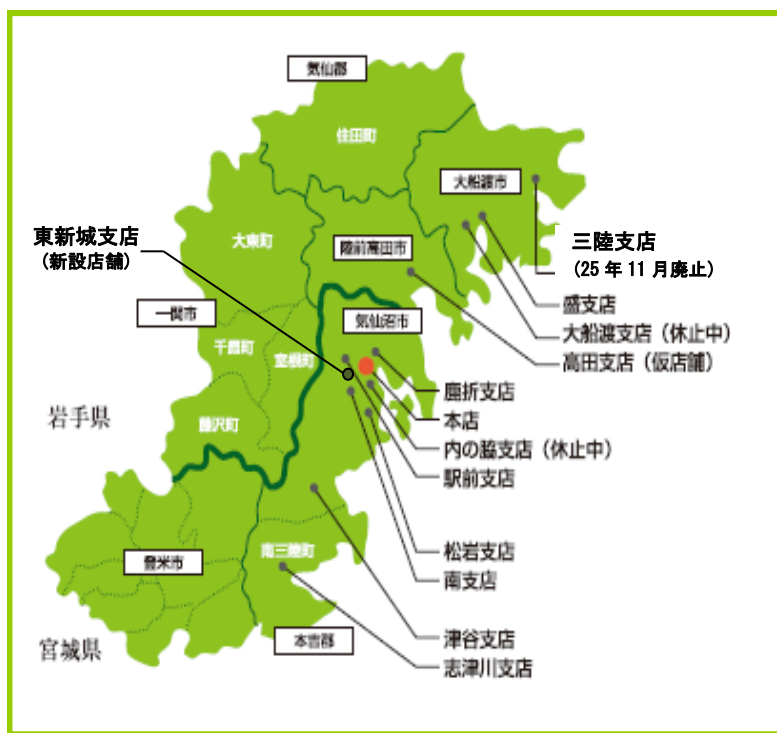 気仙郡
住田町
大船渡市
東新城支店
(新設店舗)
大東町
陸前高田市
三陸支店
(25 年 11 月廃止)
盛支店
大船渡支店（休止中）
高田支店（仮店舗）
一関市
気仙沼市
千厩町
室根町
鹿折支店
本店
内の脇支店（休止中）
駅前支店
岩手県
藤沢町
松岩支店
南支店
登米市
南三陸町
宮城県
本吉郡
津谷支店
志津川支店